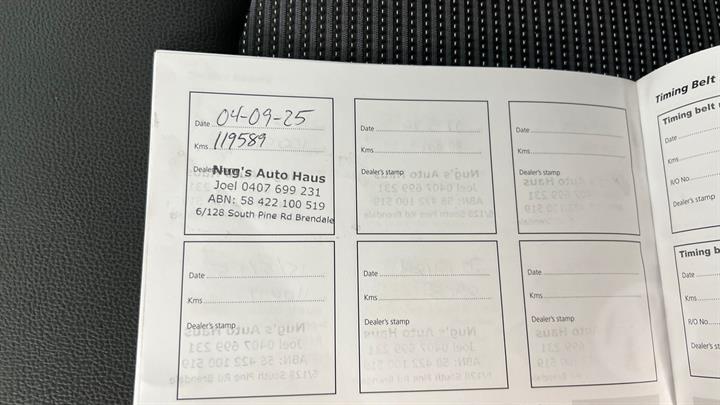 Date 04-09-25
Kms 119589
Dealer's stamp
Nug's Auto Haus
Joel 0407 699 231
ABN: 58 422 100 519
6/128 South Pine Rd Brendale
Date
Kms
Dealer's stamp
Date
Kms
Dealer's stamp
Timing Belt
Timing belt
Date
Kms
R/O No.
Dealer's stamp
Date
Kms
Dealer's stamp
Date
Kms
Dealer's stamp
Date
Kms
Dealer's stamp
Timing b
Date
Kms
R/O No.
Dealer's st